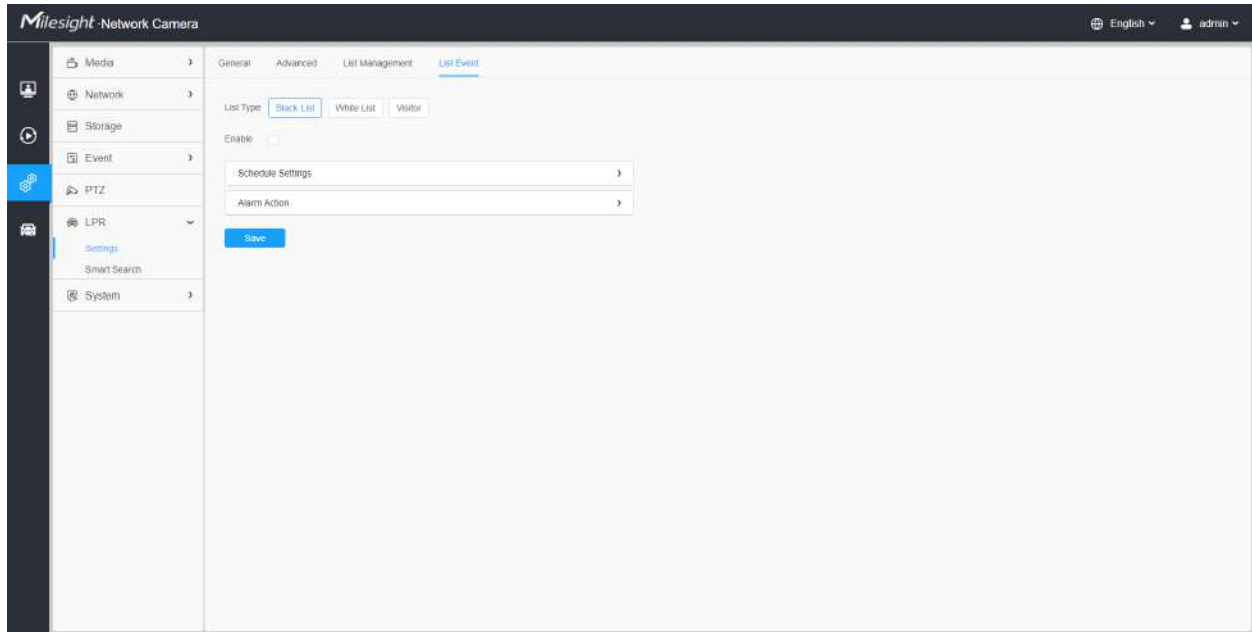 Milesight ·Network Camera
English
admin
Media
Network
Storage
Event
PTZ
LPR
Settings
Smart Search
System
General Advanced List Management List Event
List Type Black List White List Visitor
Enable
Schedule Settings
Alarm Action
Save